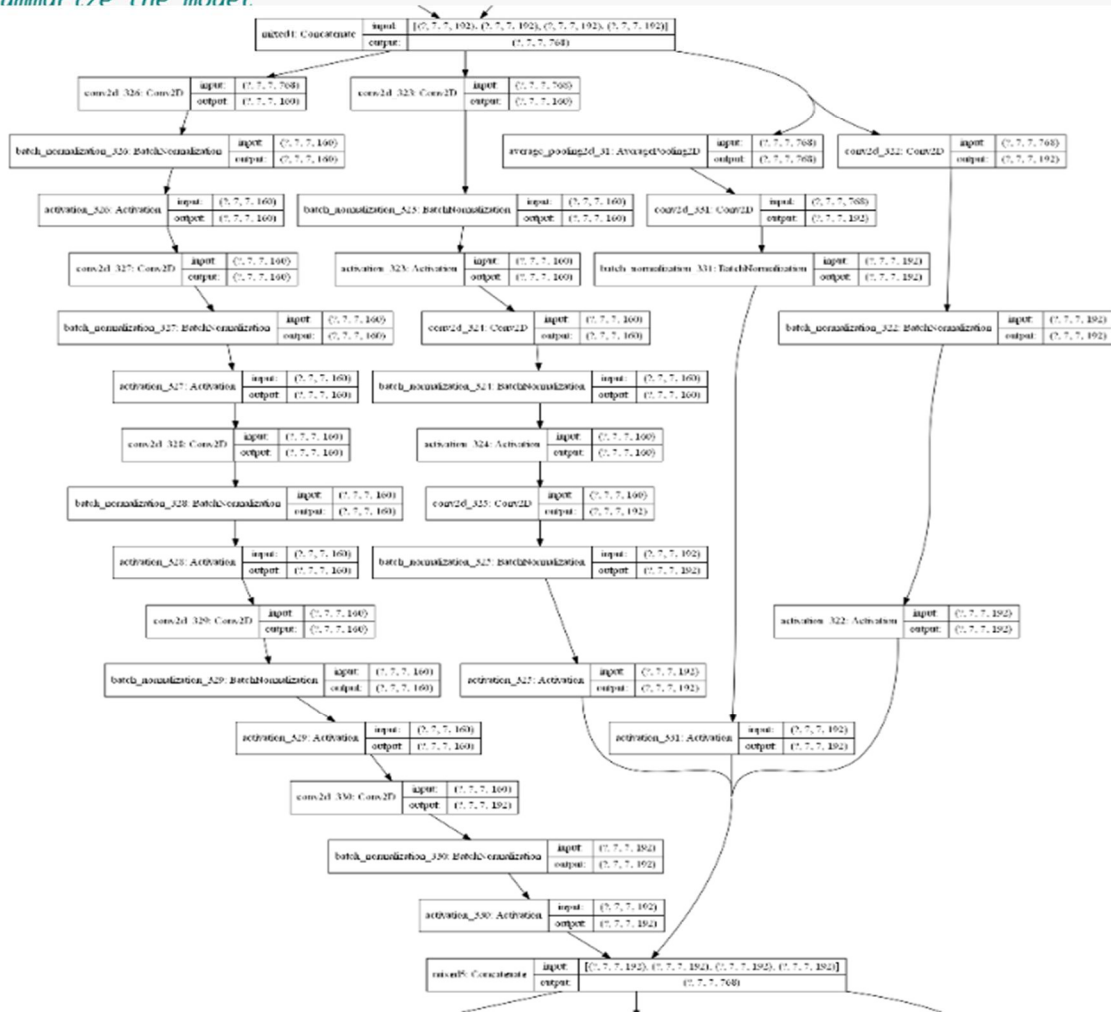 ummarize the model
mixed4: Concatenate
input: [(?, 7, 7, 192), (?, 7, 7, 192), (?, 7, 7, 192), (?, 7, 7, 192)]
output: (?, 7, 7, 768)
conv2d_326: Conv2D
input: (?, 7, 7, 768)
output: (?, 7, 7, 160)
conv2d_323: Conv2D
input: (?, 7, 7, 768)
output: (?, 7, 7, 160)
batch_normalization_326: BatchNormalization
input: (?, 7, 7, 160)
output: (?, 7, 7, 160)
average_pooling2d_31: AveragePooling2D
input: (?, 7, 7, 768)
output: (?, 7, 7, 768)
conv2d_322: Conv2D
input: (?, 7, 7, 768)
output: (?, 7, 7, 192)
activation_326: Activation
input: (?, 7, 7, 160)
output: (?, 7, 7, 160)
batch_normalization_323: BatchNormalization
input: (?, 7, 7, 160)
output: (?, 7, 7, 160)
conv2d_331: Conv2D
input: (?, 7, 7, 768)
output: (?, 7, 7, 192)
conv2d_327: Conv2D
input: (?, 7, 7, 160)
output: (?, 7, 7, 160)
activation_323: Activation
input: (?, 7, 7, 160)
output: (?, 7, 7, 160)
batch_normalization_331: BatchNormalization
input: (?, 7, 7, 192)
output: (?, 7, 7, 192)
batch_normalization_327: BatchNormalization
input: (?, 7, 7, 160)
output: (?, 7, 7, 160)
conv2d_324: Conv2D
input: (?, 7, 7, 160)
output: (?, 7, 7, 160)
batch_normalization_322: BatchNormalization
input: (?, 7, 7, 192)
output: (?, 7, 7, 192)
activation_327: Activation
input: (?, 7, 7, 160)
output: (?, 7, 7, 160)
batch_normalization_324: BatchNormalization
input: (?, 7, 7, 160)
output: (?, 7, 7, 160)
conv2d_328: Conv2D
input: (?, 7, 7, 160)
output: (?, 7, 7, 160)
activation_324: Activation
input: (?, 7, 7, 160)
output: (?, 7, 7, 160)
batch_normalization_328: BatchNormalization
input: (?, 7, 7, 160)
output: (?, 7, 7, 160)
conv2d_325: Conv2D
input: (?, 7, 7, 160)
output: (?, 7, 7, 192)
activation_328: Activation
input: (?, 7, 7, 160)
output: (?, 7, 7, 160)
batch_normalization_325: BatchNormalization
input: (?, 7, 7, 192)
output: (?, 7, 7, 192)
conv2d_329: Conv2D
input: (?, 7, 7, 160)
output: (?, 7, 7, 160)
activation_322: Activation
input: (?, 7, 7, 192)
output: (?, 7, 7, 192)
batch_normalization_329: BatchNormalization
input: (?, 7, 7, 160)
output: (?, 7, 7, 160)
activation_325: Activation
input: (?, 7, 7, 192)
output: (?, 7, 7, 192)
activation_329: Activation
input: (?, 7, 7, 160)
output: (?, 7, 7, 160)
activation_331: Activation
input: (?, 7, 7, 192)
output: (?, 7, 7, 192)
conv2d_330: Conv2D
input: (?, 7, 7, 160)
output: (?, 7, 7, 192)
batch_normalization_330: BatchNormalization
input: (?, 7, 7, 192)
output: (?, 7, 7, 192)
activation_330: Activation
input: (?, 7, 7, 192)
output: (?, 7, 7, 192)
mixed5: Concatenate
input: [(?, 7, 7, 192), (?, 7, 7, 192), (?, 7, 7, 192), (?, 7, 7, 192)]
output: (?, 7, 7, 768)